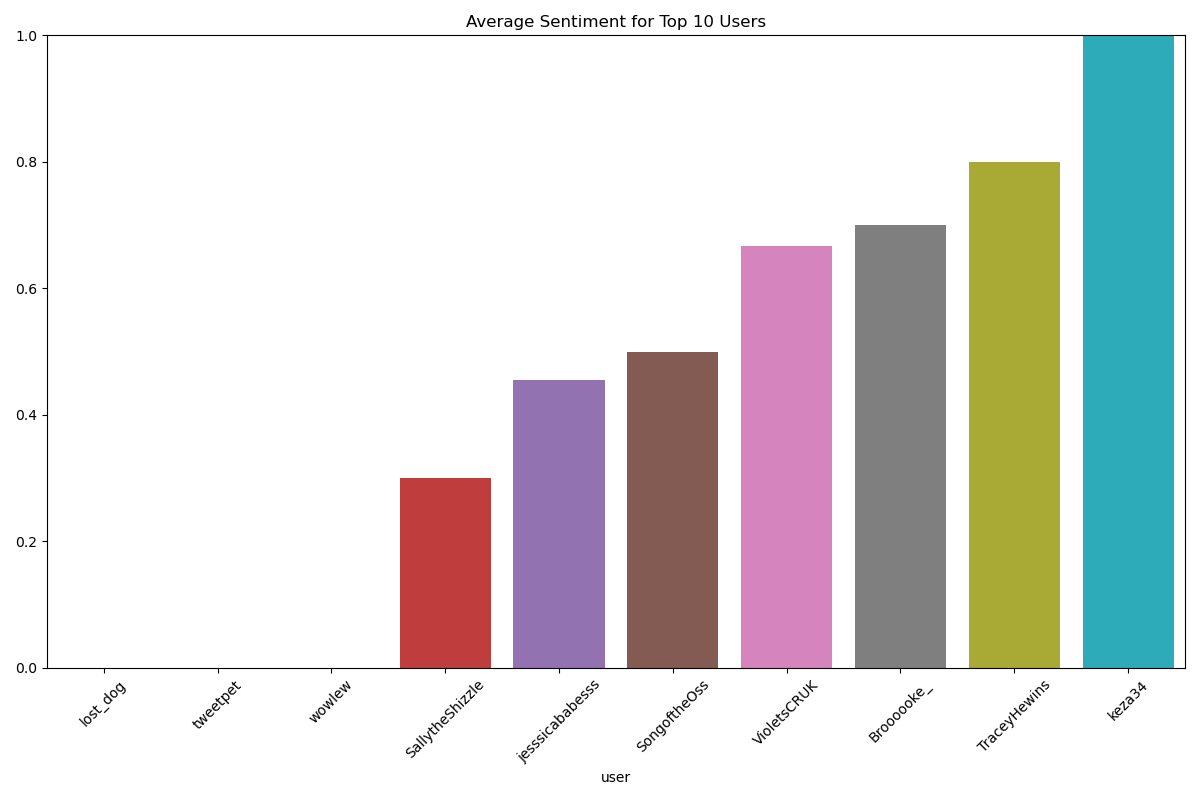 Average Sentiment for Top 10 Users
1.0
0.8
0.6
0.4
0.2
0.0
lost_dog
tweetpet
wowlew
SallytheShizzle
jesssicababesss
SongoftheOss
VioletsCRUK
Broooooke_
TraceyHewins
keza34
user